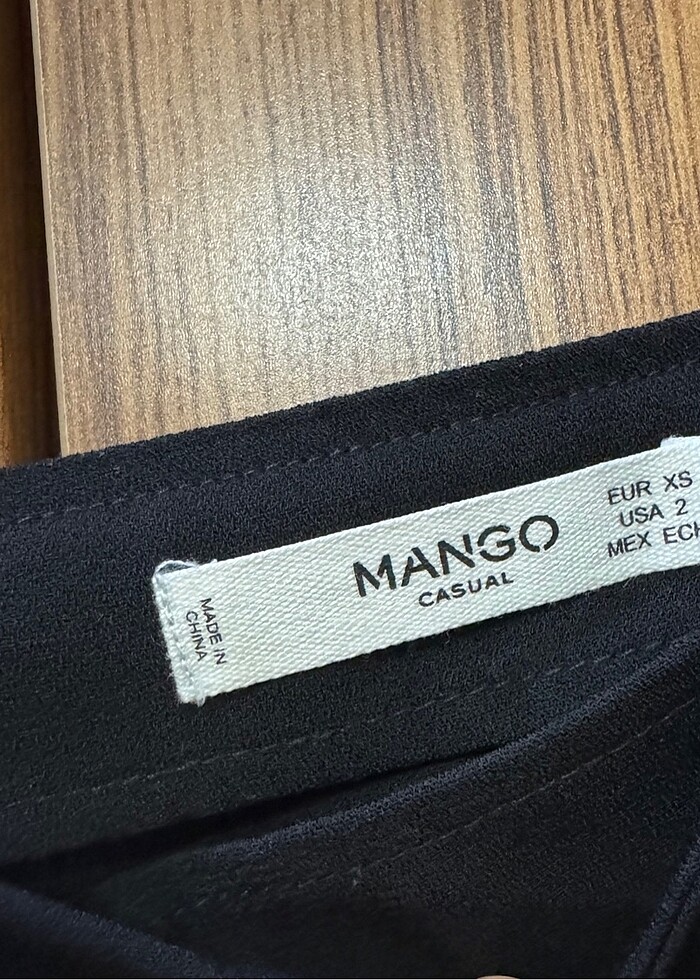 MADE IN
CHINA
MANGO
CASUAL
EUR XS
USA 2
MEX